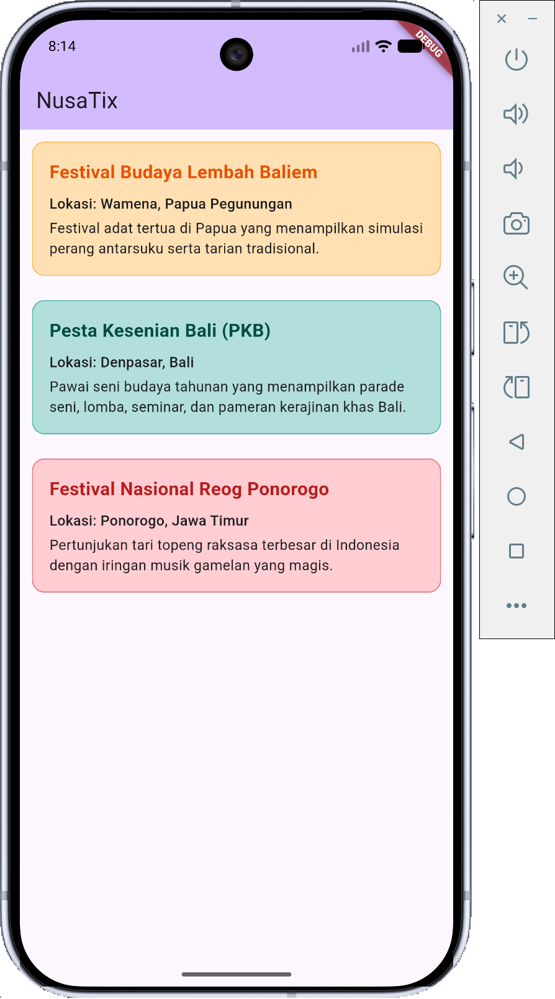 8:14
DEBUG
NusaTix
Festival Budaya Lembah Baliem
Lokasi: Wamena, Papua Pegunungan
Festival adat tertua di Papua yang menampilkan simulasi
perang antarsuku serta tarian tradisional.
Pesta Kesenian Bali (PKB)
Lokasi: Denpasar, Bali
Pawai seni budaya tahunan yang menampilkan parade
seni, lomba, seminar, dan pameran kerajinan khas Bali.
Festival Nasional Reog Ponorogo
Lokasi: Ponorogo, Jawa Timur
Pertunjukan tari topeng raksasa terbesar di Indonesia
dengan iringan musik gamelan yang magis.